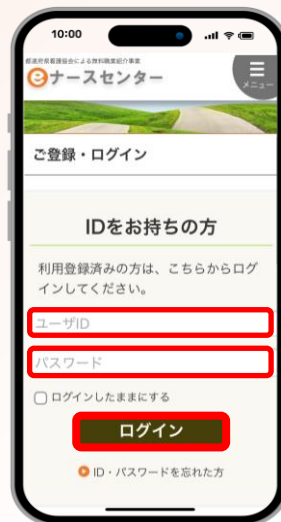 10:00
都道府県看護協会による無料職業紹介事業
eナースセンター
メニュー
ご登録・ログイン
IDをお持ちの方
利用登録済みの方は、こちらからログ
インしてください。
ユーザID
パスワード
ログインしたままにする
ログイン
ID・パスワードを忘れた方